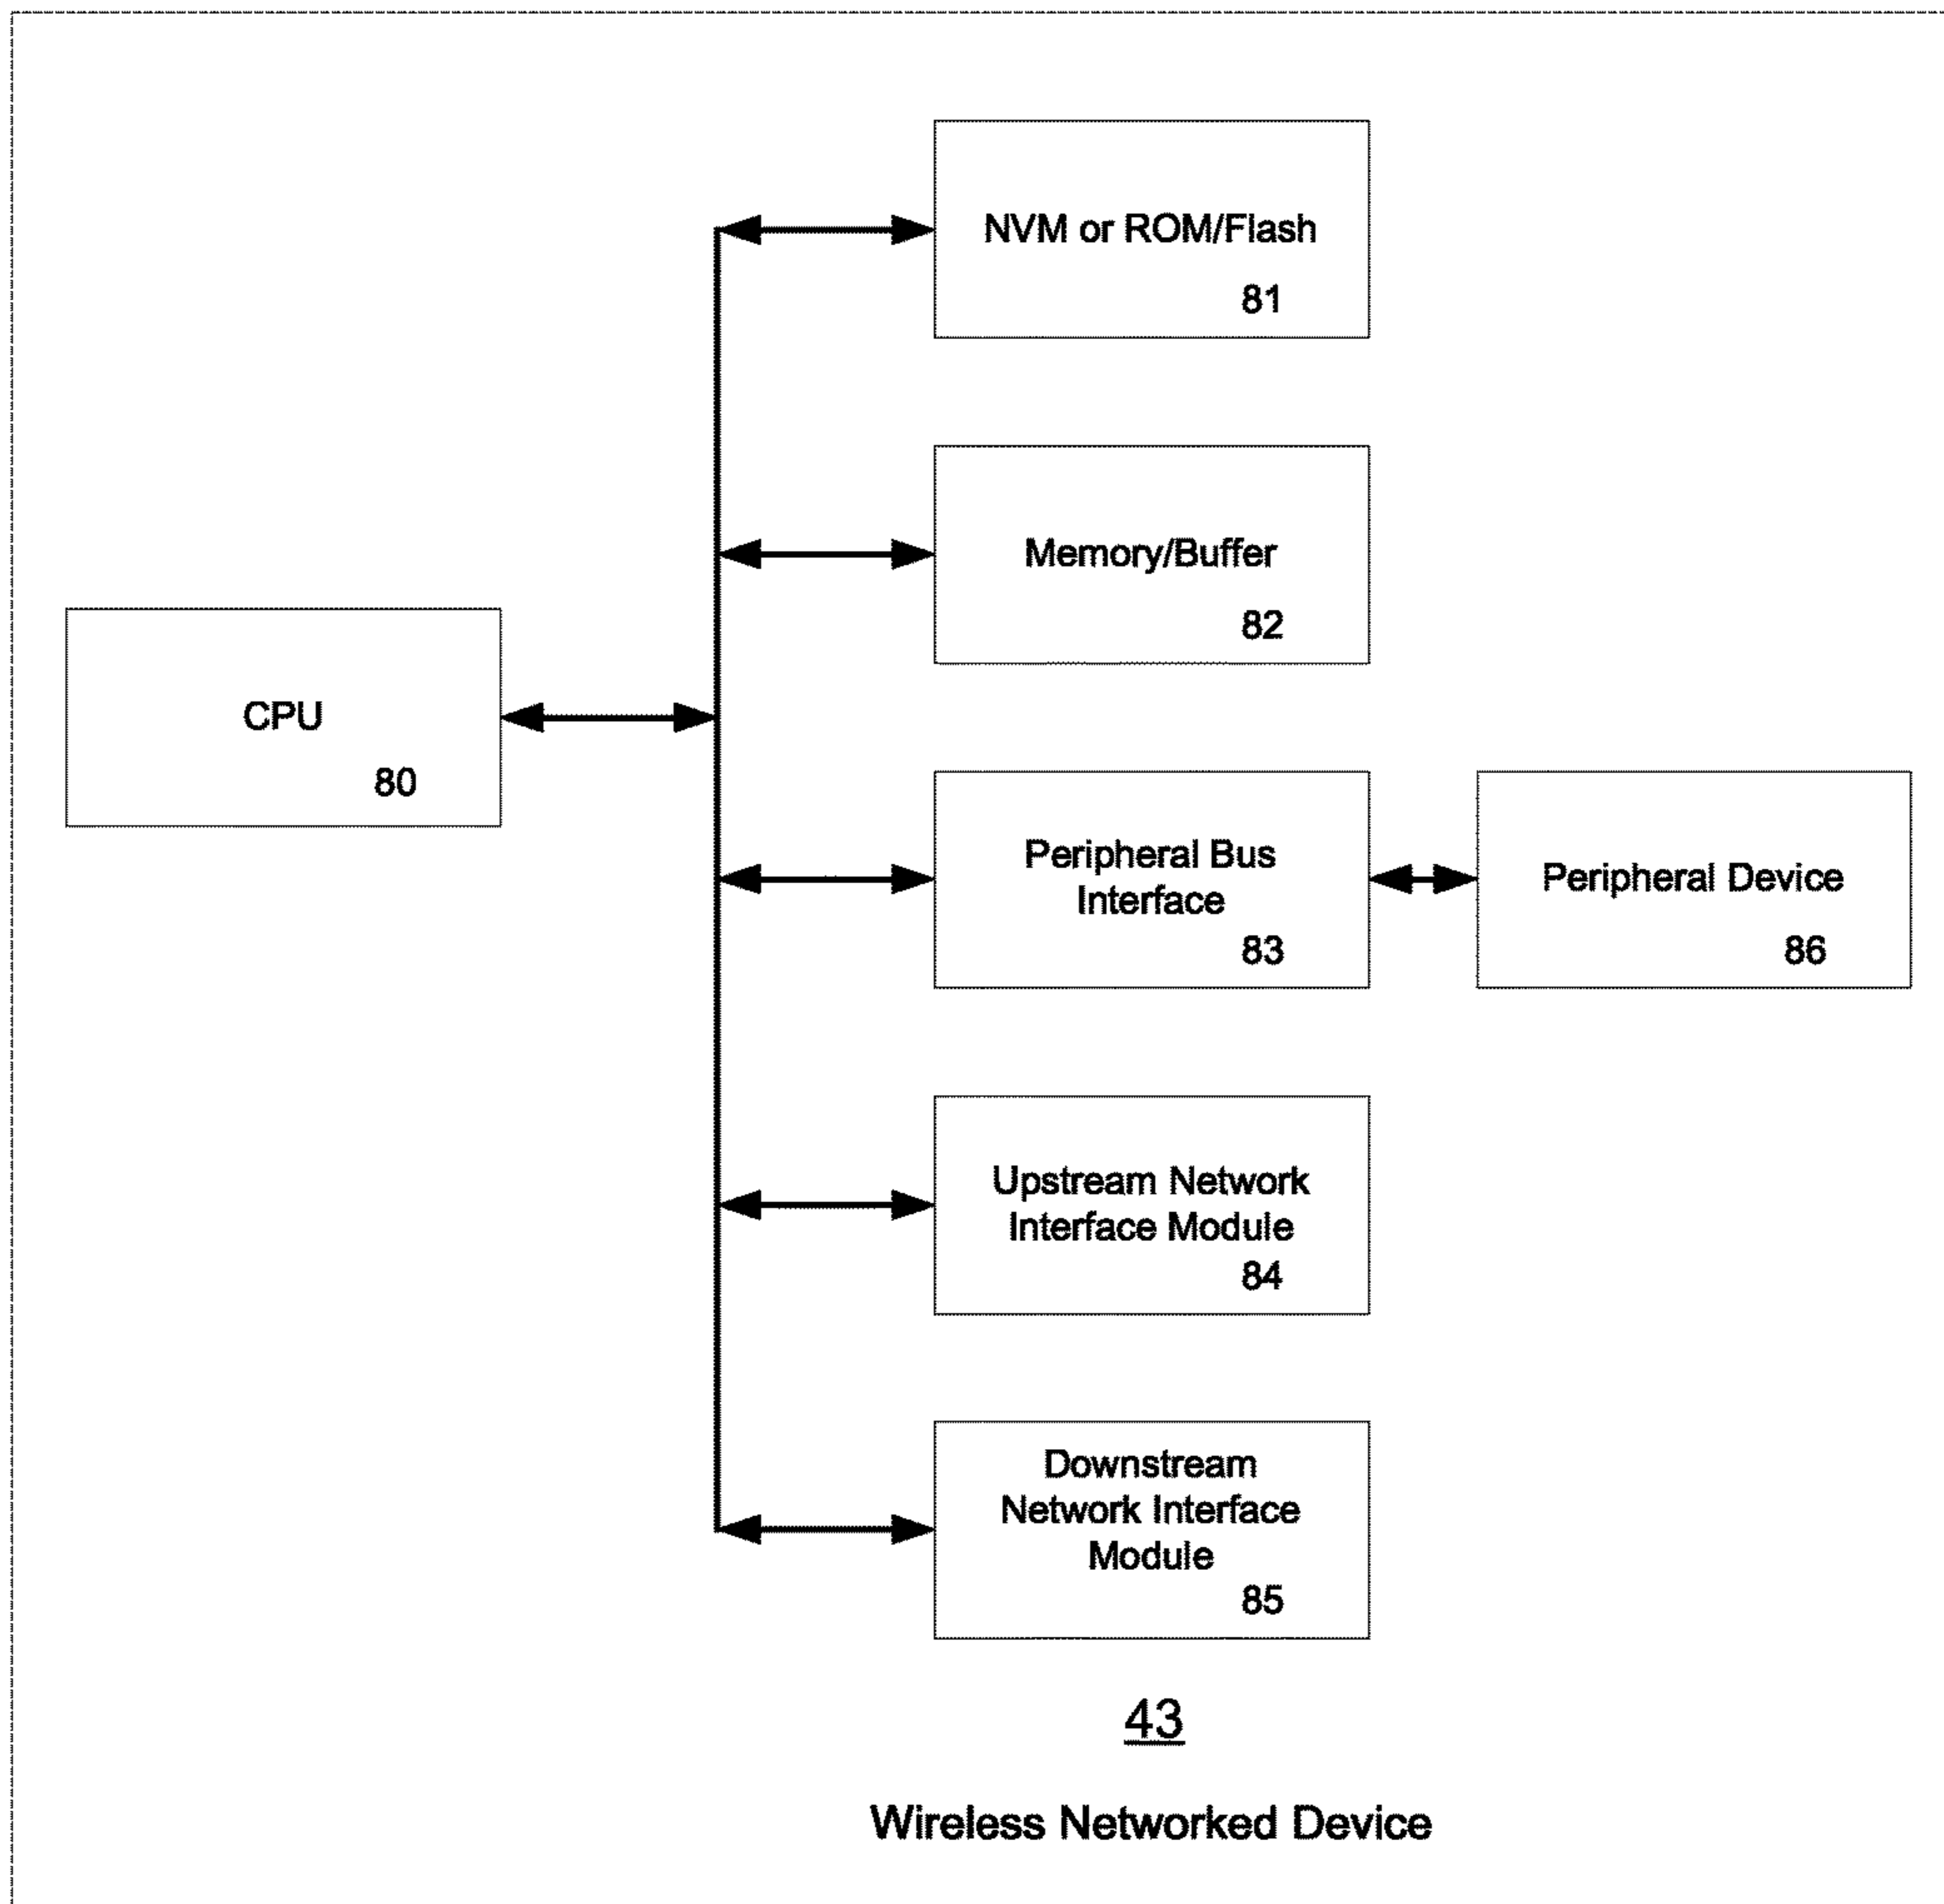 NVM or ROM/Flash
81
Memory/Buffer
82
CPU
80
Peripheral Bus
Interface
83
Peripheral Device
86
Upstream Network
Interface Module
84
Downstream
Network Interface
Module
85
43
Wireless Networked Device